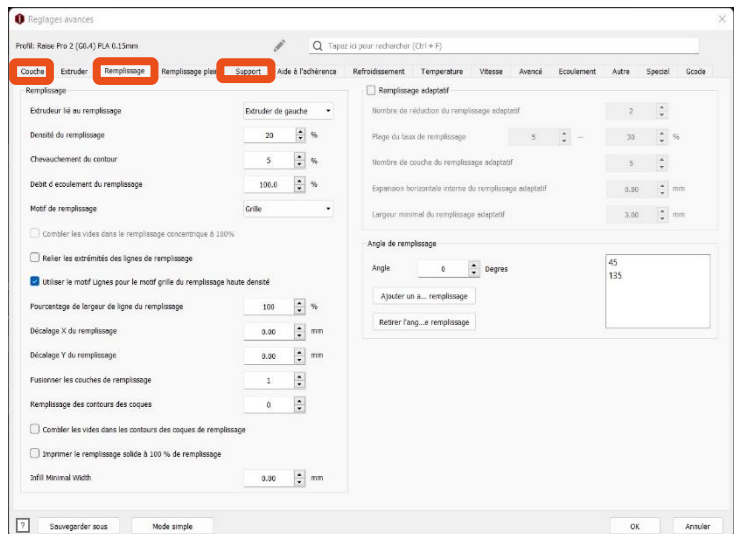 Reglages avances
Profil: Raise Pro 2 (G0.4) PLA 0.15mm
Tapez ici pour rechercher (Ctrl + F)
Couche Extruder Remplissage Remplissage plein Support Aide à l'adhérence Refroidissement Temperature Vitesse Avancé Ecoulement Autre Special Gcode
Remplissage
Extrudeur lié au remplissage Extruder de gauche
Densité du remplissage 20 %
Chevauchement du contour 5 %
Debit d ecoulement du remplissage 100.0 %
Motif de remplissage Grille
Combler les vides dans le remplissage concentrique à 100%
Relier les extrémités des lignes de remplissage
Utiliser le motif Lignes pour le motif grille du remplissage haute densité
Pourcentage de largeur de ligne du remplissage 100 %
Décalage X du remplissage 0.00 mm
Décalage Y du remplissage 0.00 mm
Fusionner les couches de remplissage 1
Remplissage des contours des coques 0
Combler les vides dans les contours des coques de remplissage
Imprimer le remplissage solide à 100 % de remplissage
Infill Minimal Width 0.00 mm
Remplissage adaptatif
Nombre de réduction du remplissage adaptatif 2
Plage du taux de remplissage 5 — 30 %
Nombre de couche du remplissage adaptatif 5
Expansion horizontale interne du remplissage adaptatif 0.00 mm
Largeur minimal du remplissage adaptatif 3.00 mm
Angle de remplissage
Angle 0 Degres
45
135
Ajouter un a... remplissage
Retirer l'ang...e remplissage
? Sauvegarder sous Mode simple OK Annuler